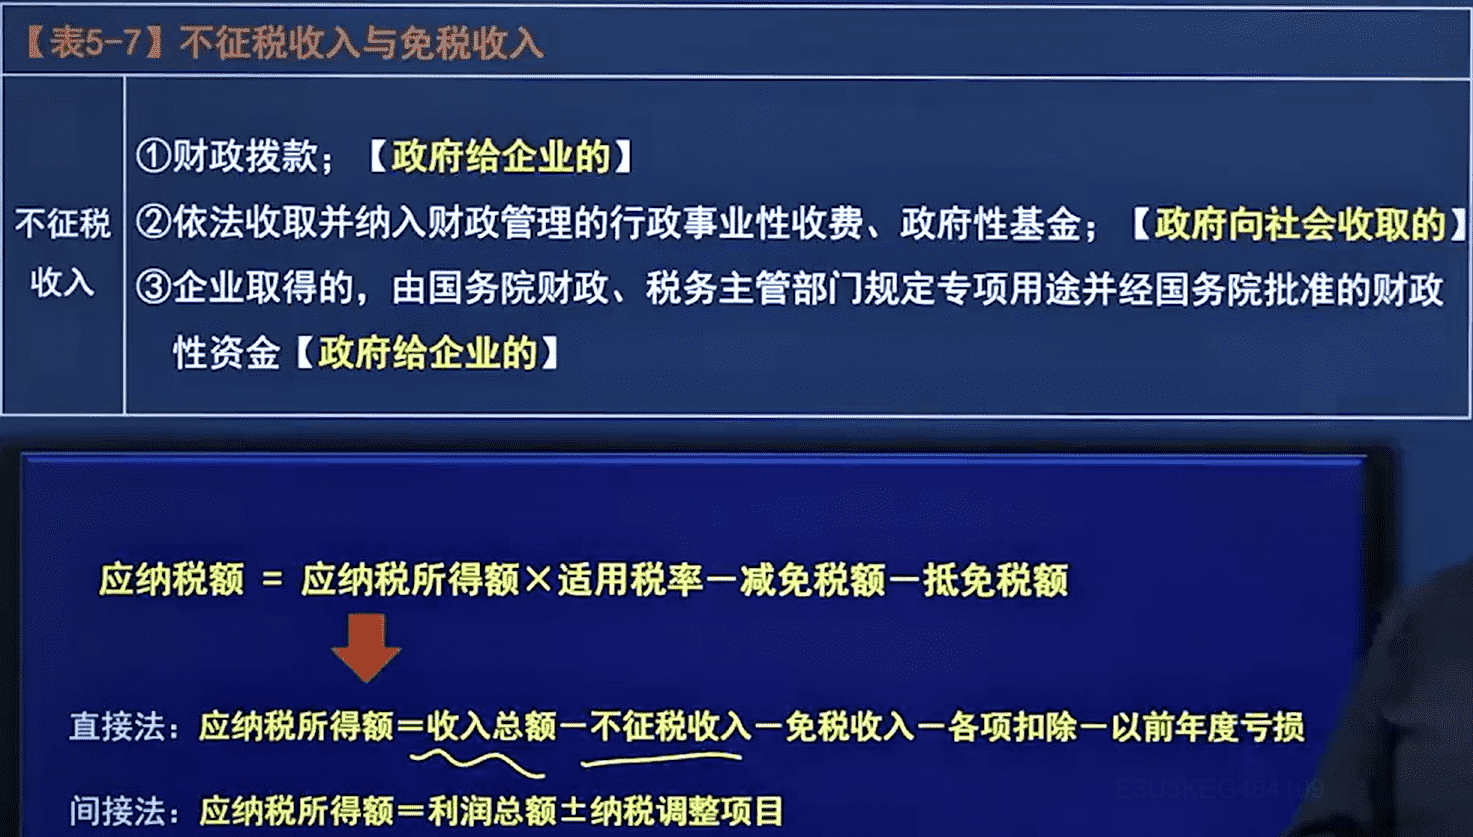 【表5-7】不征税收入与免税收入
不征税
收入
①财政拨款；【政府给企业的】
②依法收取并纳入财政管理的行政事业性收费、政府性基金；【政府向社会收取的】
③企业取得的，由国务院财政、税务主管部门规定专项用途并经国务院批准的财政
性资金【政府给企业的】
应纳税额 = 应纳税所得额×适用税率－减免税额－抵免税额
直接法：应纳税所得额＝收入总额－不征税收入－免税收入－各项扣除－以前年度亏损
间接法：应纳税所得额＝利润总额±纳税调整项目
E3U5KEG484109